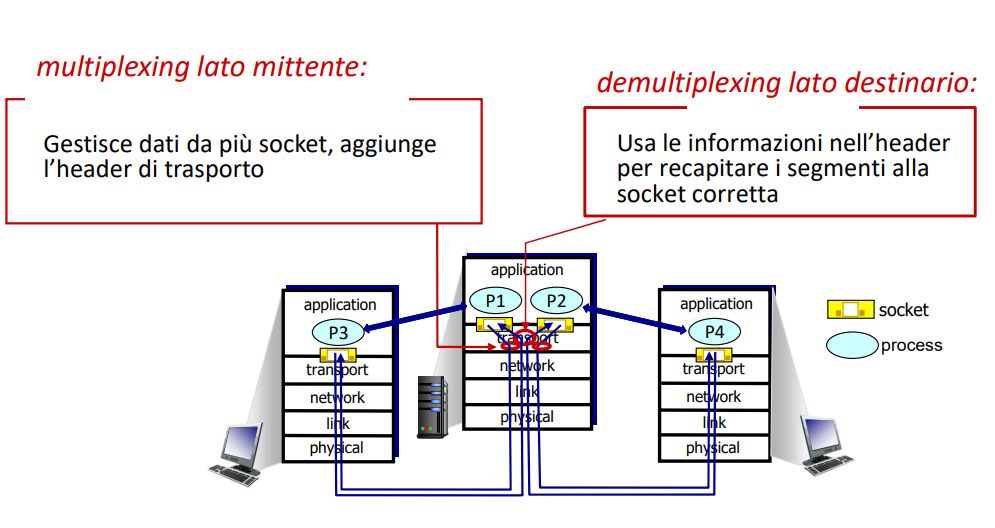 multiplexing lato mittente:
Gestisce dati da più socket, aggiunge
l’header di trasporto
demultiplexing lato destinario:
Usa le informazioni nell’header
per recapitare i segmenti alla
socket corretta
application
P3
transport
network
link
physical
application
P1
P2
transport
network
link
physical
application
P4
transport
network
link
physical
socket
process